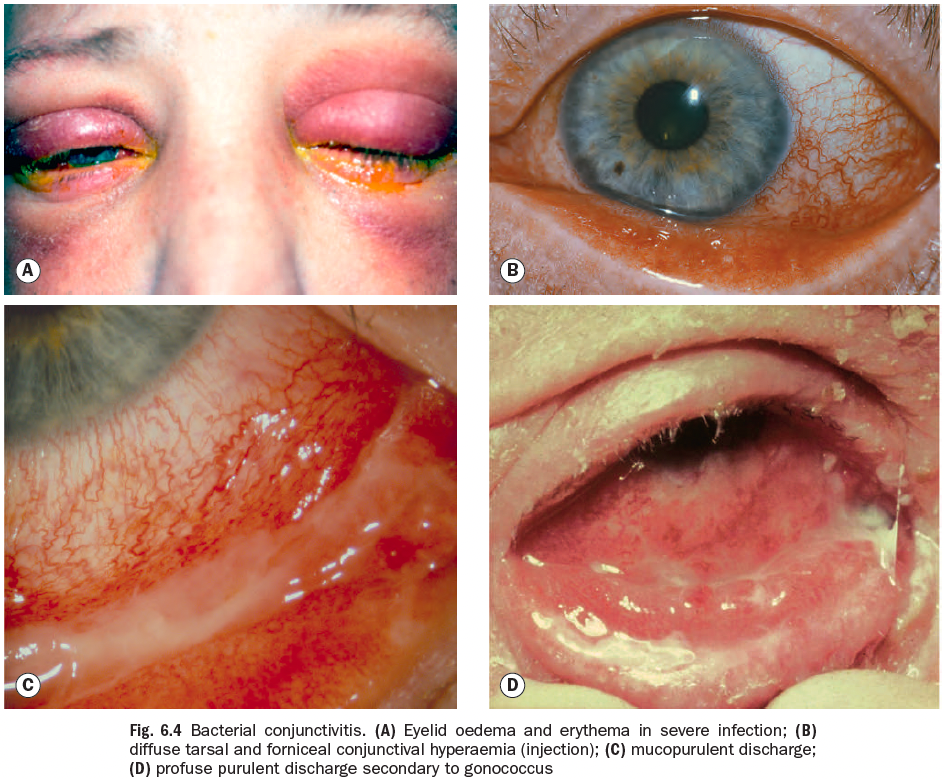 A
B
C
D
Fig. 6.4 Bacterial conjunctivitis. (A) Eyelid oedema and erythema in severe infection; (B)
diffuse tarsal and forniceal conjunctival hyperaemia (injection); (C) mucopurulent discharge;
(D) profuse purulent discharge secondary to gonococcus